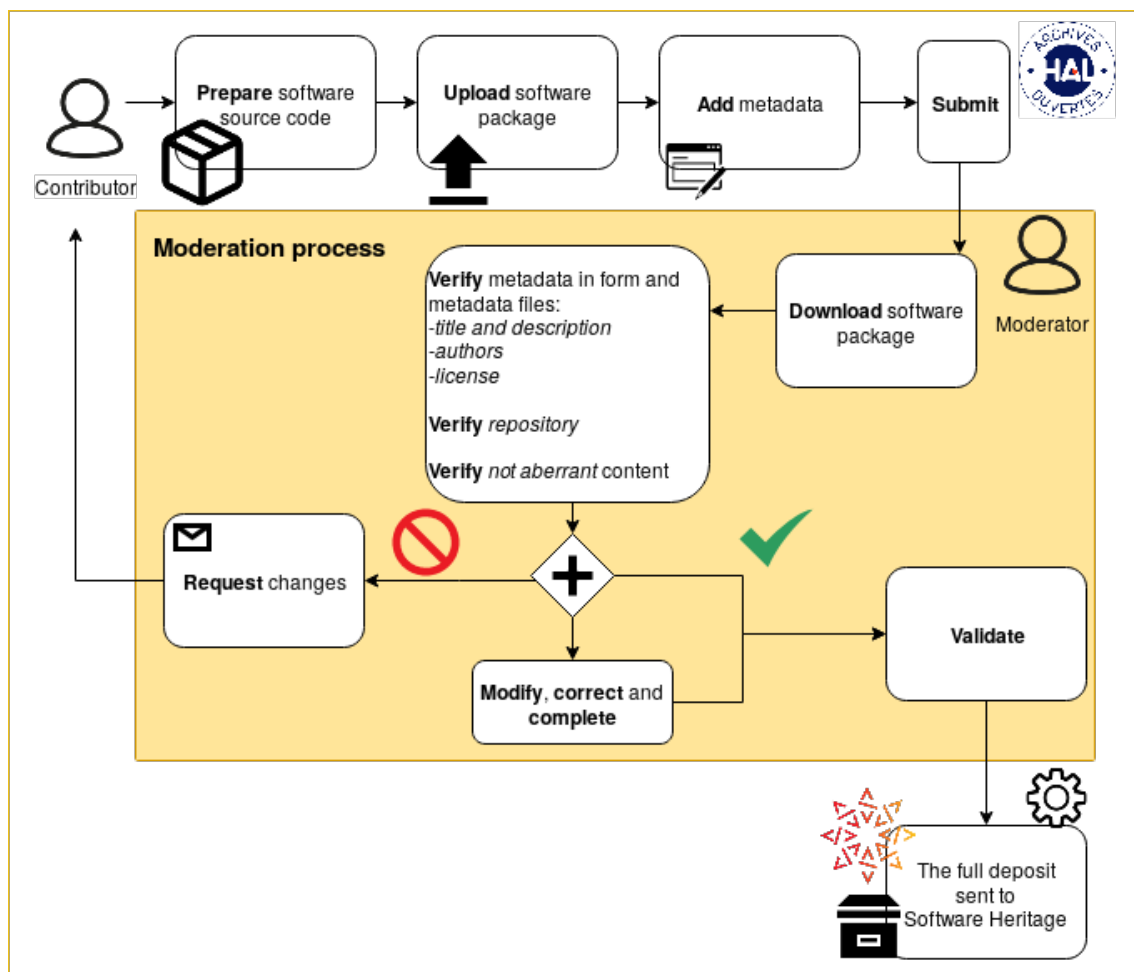 Prepare software
source code
Upload software
package
Add metadata
Submit
ARCHIVES
HAL
OUVERTES
Contributor
Moderation process
Moderator
Download software
package
Verify metadata in form and
metadata files:
-title and description
-authors
-license
Verify repository
Verify not aberrant content
Request changes
Modify, correct and
complete
Validate
The full deposit
sent to
Software Heritage